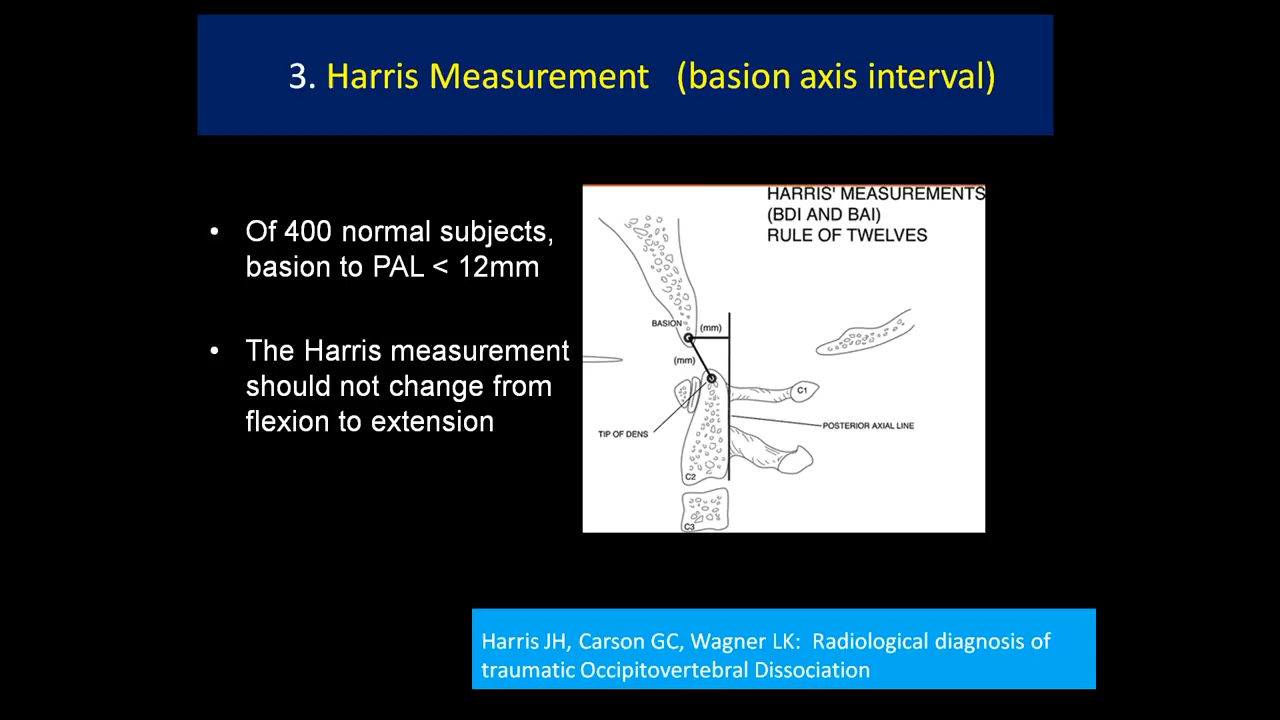 3. Harris Measurement (basion axis interval)
• Of 400 normal subjects,
basion to PAL < 12mm
• The Harris measurement
should not change from
flexion to extension
HARRIS' MEASUREMENTS
(BDI AND BAI)
RULE OF TWELVES
BASION
(mm)
(mm)
C1
TIP OF DENS
POSTERIOR AXIAL LINE
C2
C3
Harris JH, Carson GC, Wagner LK: Radiological diagnosis of
traumatic Occipitovertebral Dissociation